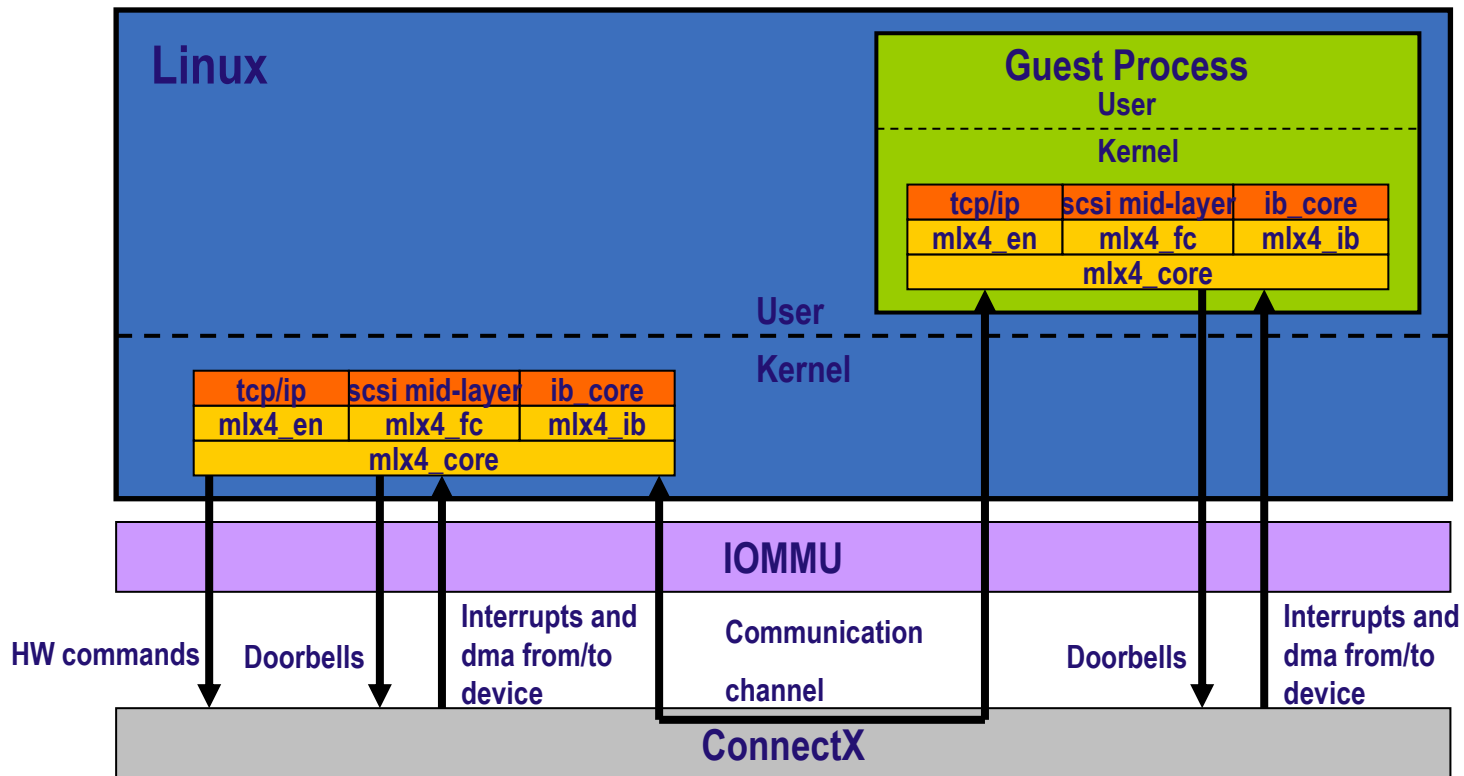 Linux
Guest Process
User
Kernel
tcp/ip scsi mid-layer ib_core
mlx4_en mlx4_fc mlx4_ib
mlx4_core
User
Kernel
tcp/ip scsi mid-layer ib_core
mlx4_en mlx4_fc mlx4_ib
mlx4_core
IOMMU
HW commands
Doorbells
Interrupts and
dma from/to
device
Communication
channel
Doorbells
Interrupts and
dma from/to
device
ConnectX